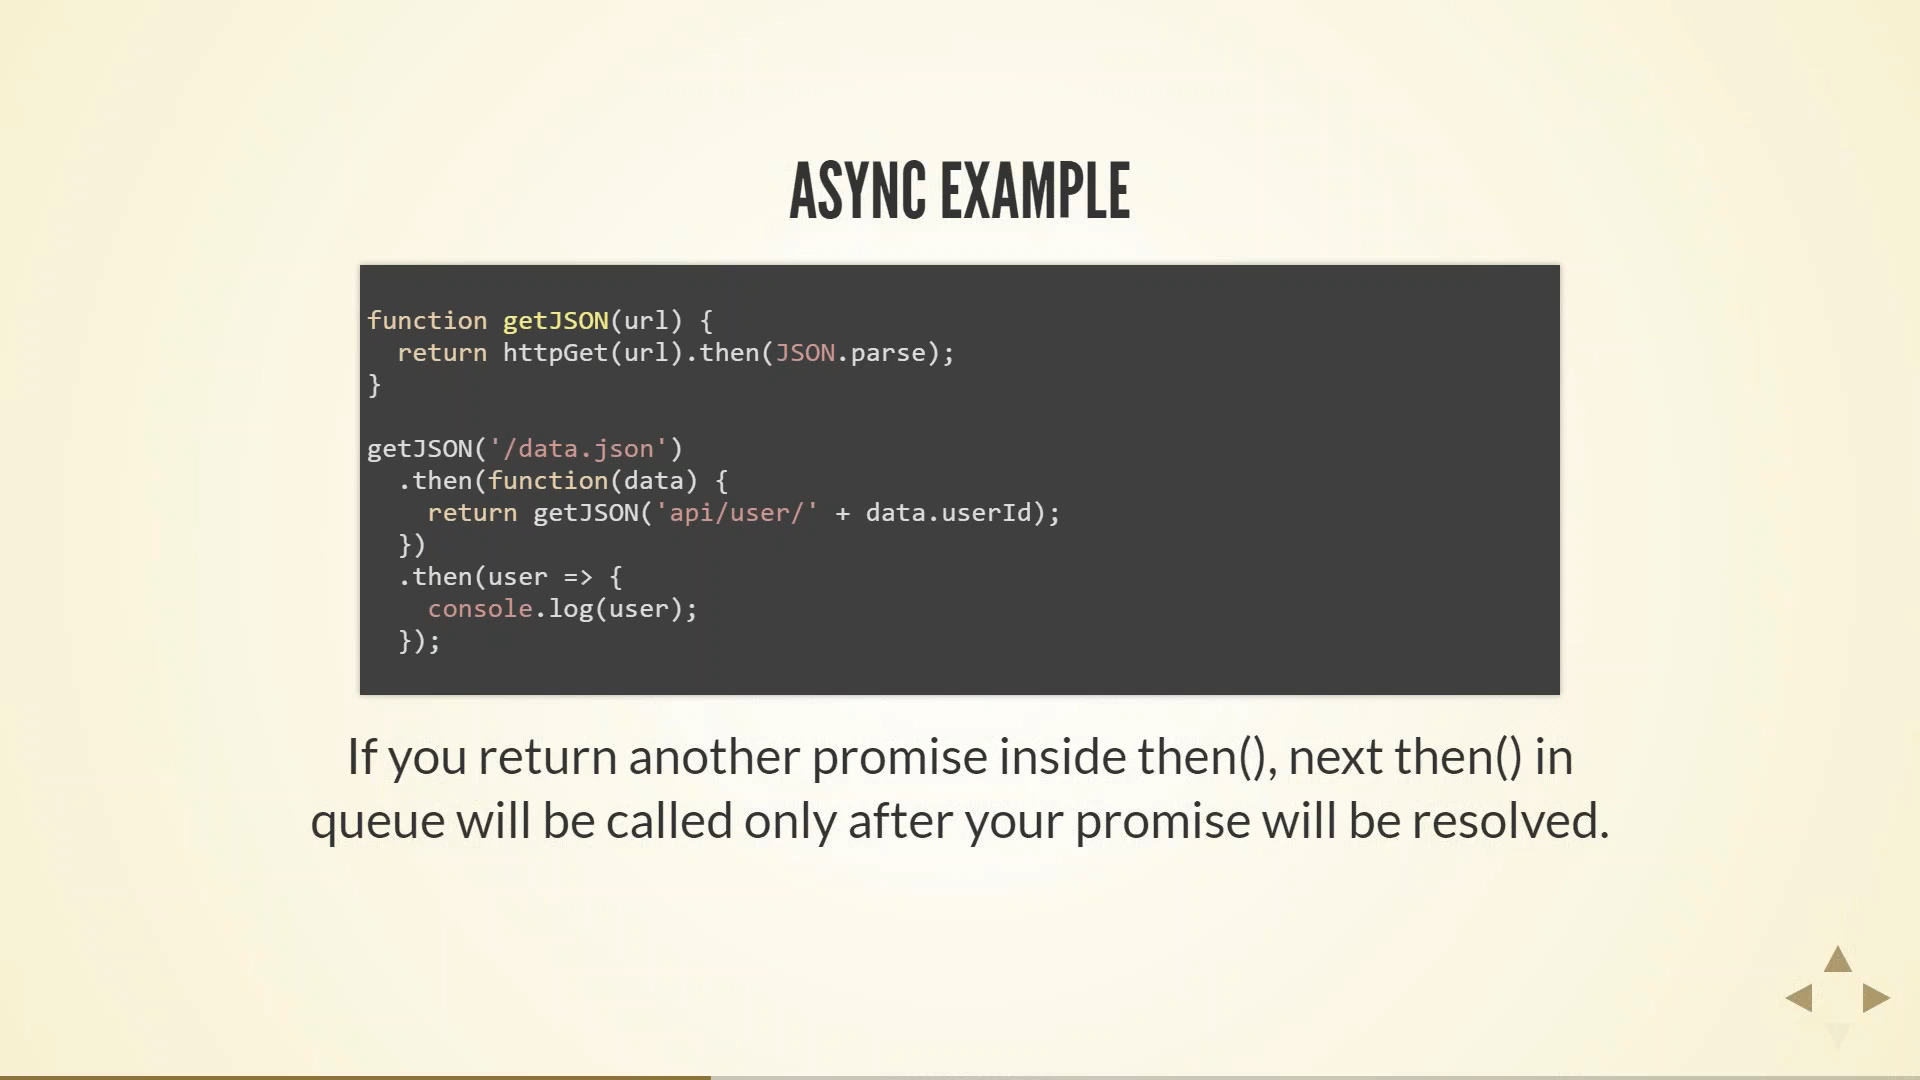 ASYNC EXAMPLE
function getJSON(url) {
  return httpGet(url).then(JSON.parse);
}
getJSON('/data.json')
  .then(function(data) {
    return getJSON('api/user/' + data.userId);
  })
  .then(user => {
    console.log(user);
  });
If you return another promise inside then(), next then() in
queue will be called only after your promise will be resolved.